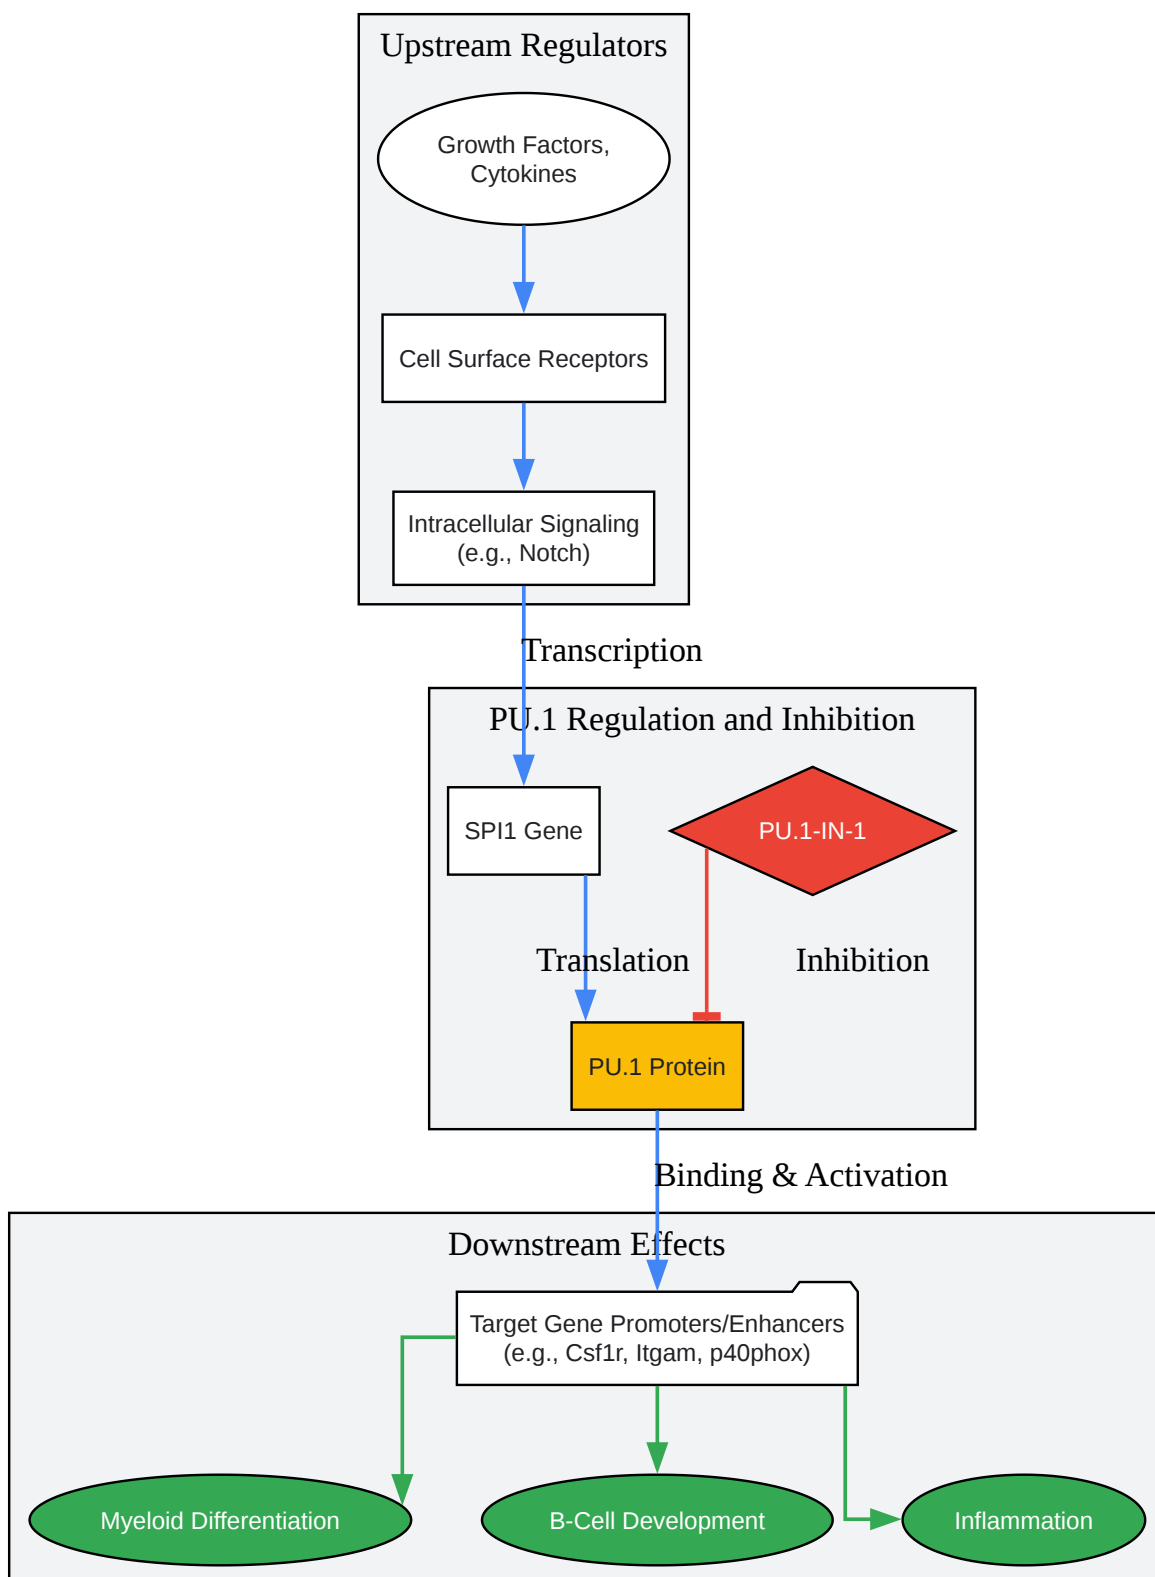 Upstream Regulators
Growth Factors,
Cytokines
Cell Surface Receptors
Intracellular Signaling
(e.g., Notch)
Transcription
PU.1 Regulation and Inhibition
SPI1 Gene
PU.1-IN-1
Translation
Inhibition
PU.1 Protein
Binding & Activation
Downstream Effects
Target Gene Promoters/Enhancers
(e.g., Csf1r, Itgam, p40phox)
Myeloid Differentiation
B-Cell Development
Inflammation